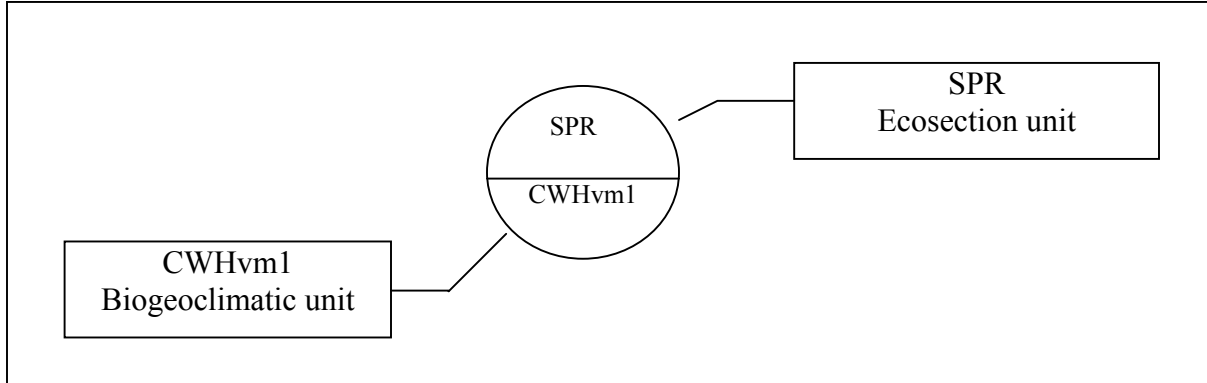 SPR
Ecosection unit
SPR
CWHvm1
CWHvm1
Biogeoclimatic unit